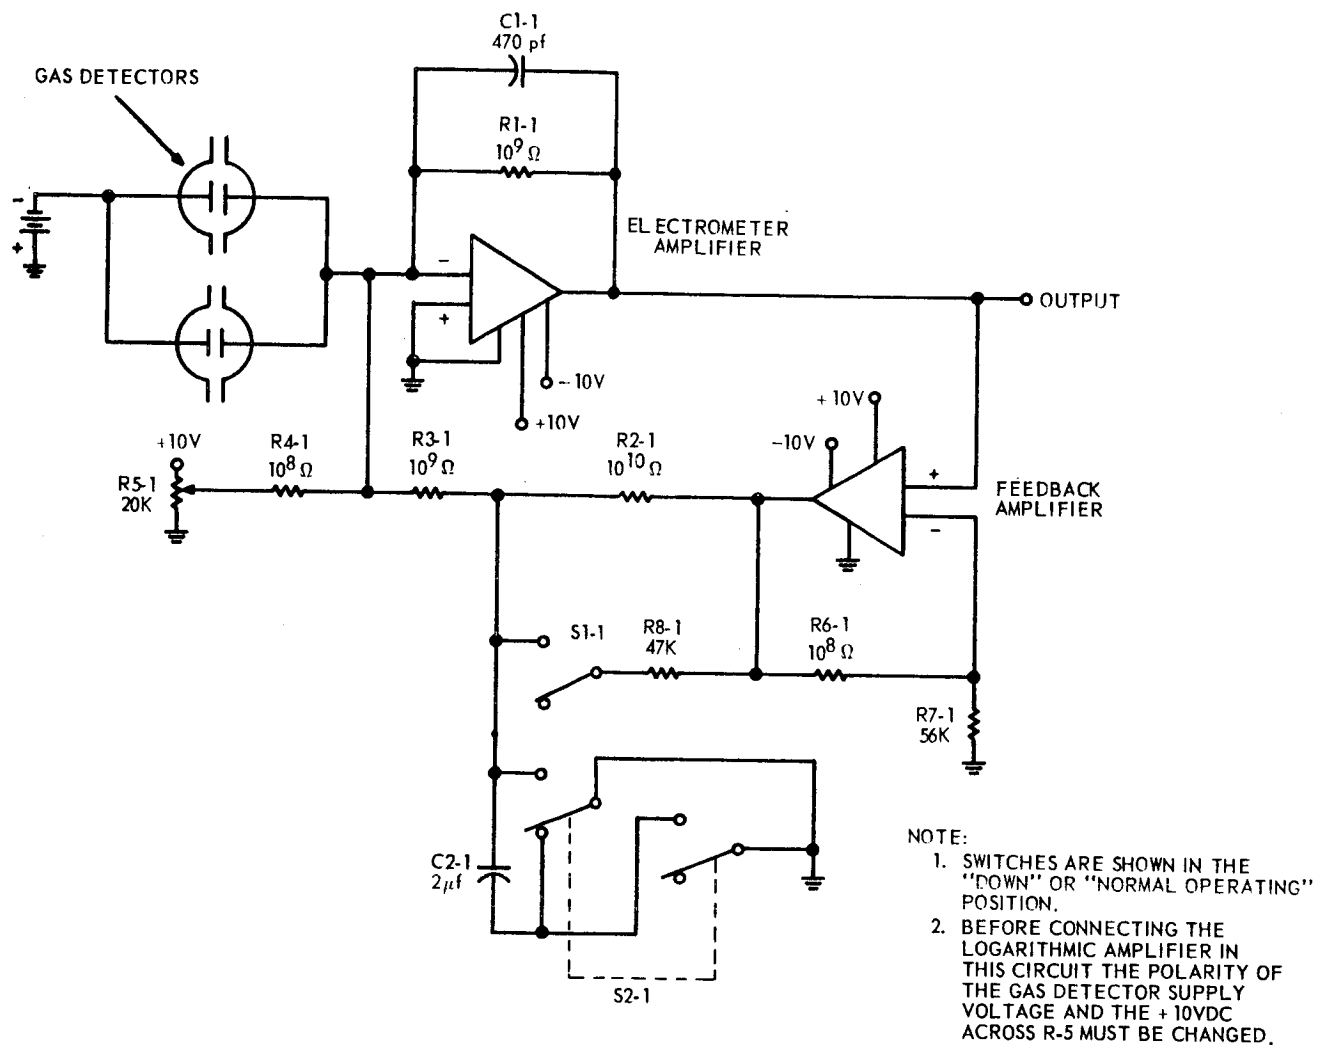 C1-1
470 pf
GAS DETECTORS
R1-1
10⁹ Ω
-
+
ELECTROMETER
AMPLIFIER
-
+
OUTPUT
-10V
+10V
+10V
-10V
+10V
R4-1
10⁸ Ω
R3-1
10⁹ Ω
R2-1
10¹⁰ Ω
R5-1
20K
+
-
FEEDBACK
AMPLIFIER
S1-1
R8-1
47K
R6-1
10⁸ Ω
R7-1
56K
C2-1
2μf
S2-1
NOTE:
1. SWITCHES ARE SHOWN IN THE
"DOWN" OR "NORMAL OPERATING"
POSITION.
2. BEFORE CONNECTING THE
LOGARITHMIC AMPLIFIER IN
THIS CIRCUIT THE POLARITY OF
THE GAS DETECTOR SUPPLY
VOLTAGE AND THE +10VDC
ACROSS R-5 MUST BE CHANGED.